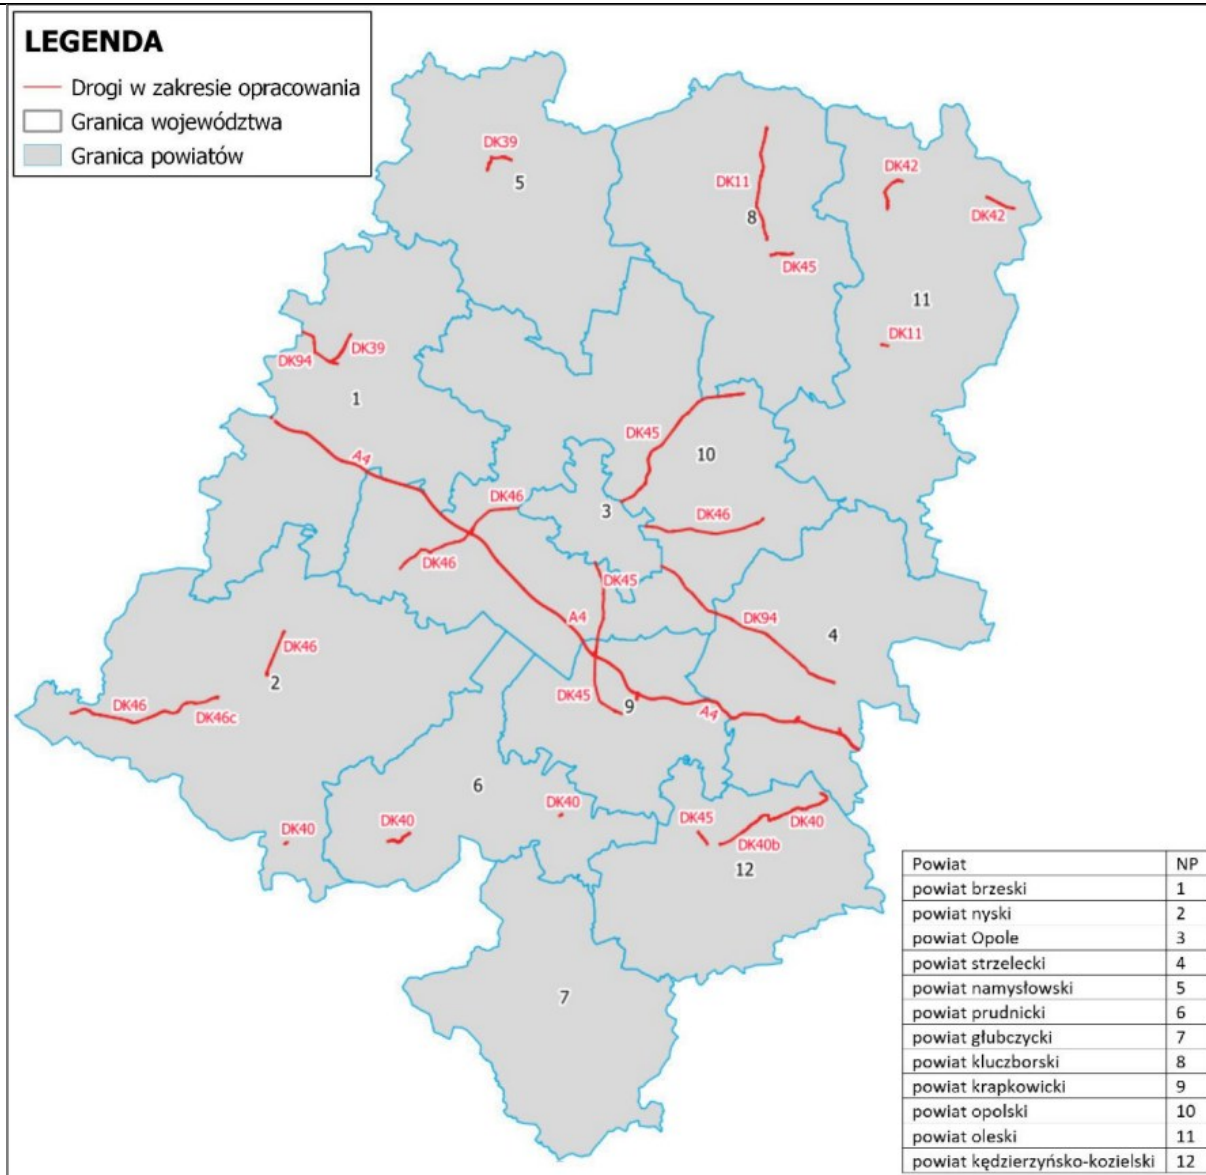 LEGENDA
Drogi w zakresie opracowania
Granica województwa
Granica powiatów
DK39
5
DK11
8
DK45
DK42
DK42
11
DK11
DK94
DK39
1
A4
DK45
10
DK46
3
DK46
DK46
DK45
A4
DK94
4
DK46
2
DK46
DK46c
DK45
9
A4
6
DK40
DK40
DK40
DK45
DK40
DK40b
12
7
Powiat NP
powiat brzeski 1
powiat nyski 2
powiat Opole 3
powiat strzelecki 4
powiat namysłowski 5
powiat prudnicki 6
powiat głubczycki 7
powiat kluczborski 8
powiat krapkowicki 9
powiat opolski 10
powiat oleski 11
powiat kędzierzyńsko-kozielski 12